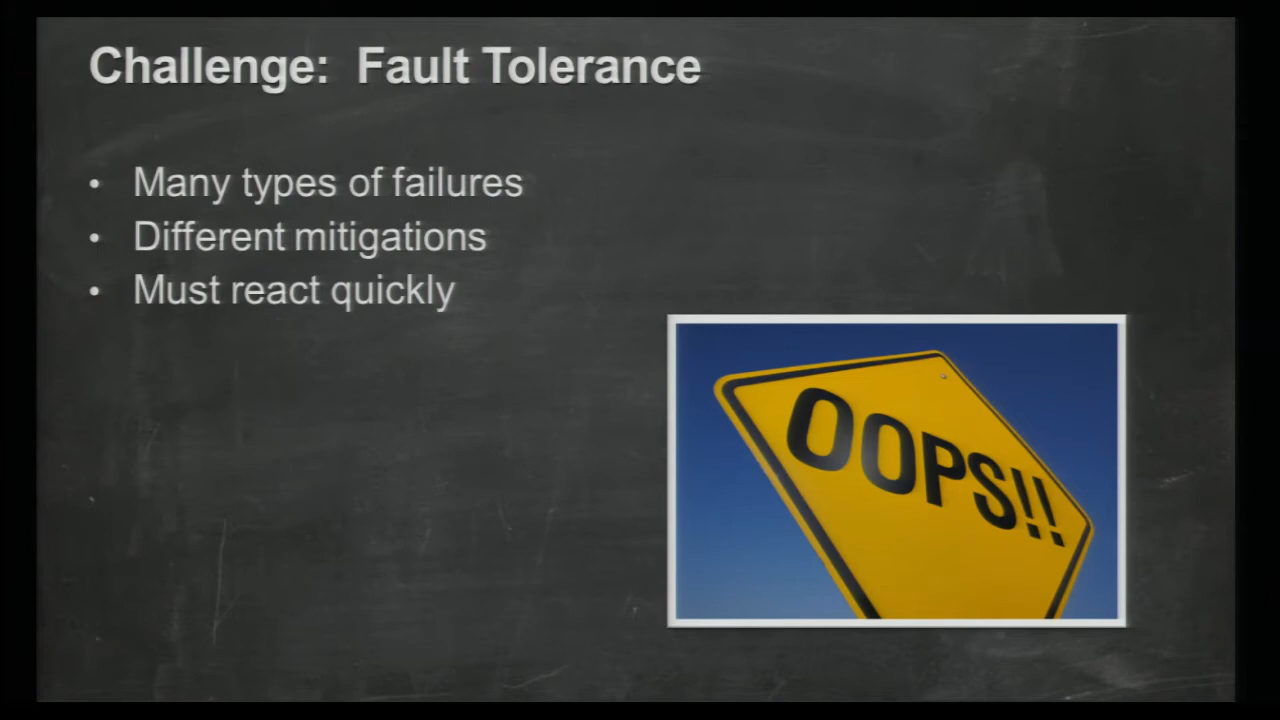 Challenge: Fault Tolerance
• Many types of failures
• Different mitigations
• Must react quickly
OOPS!!